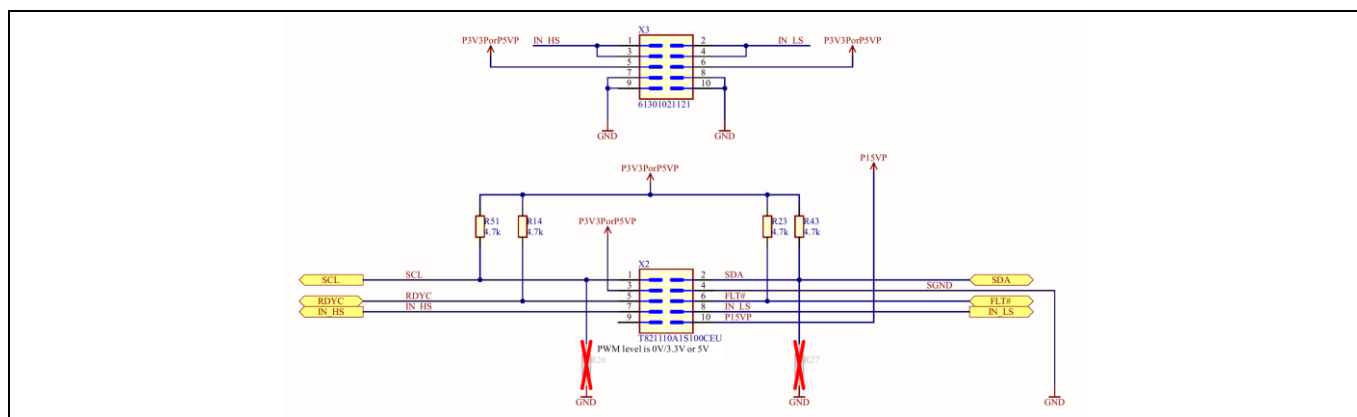 X3
P3V3PorP5VP IN_HS 1 2 IN_LS P3V3PorP5VP
3 4
5 6
7 8
9 10
61301021121
GND GND
P15VP
P3V3PorP5VP
R51 R14 P3V3PorP5VP R23 R43
4.7k 4.7k 4.7k 4.7k
X2
SCL SCL 1 2 SDA SDA
3 4 SGND
RDYC RDYC 5 6 FLT# FLT#
IN_HS IN_HS 7 8 IN_LS IN_LS
9 10 P15VP
T821110A1S100CEU
PWM level is 0V/3.3V or 5V
R26 R27
GND GND GND